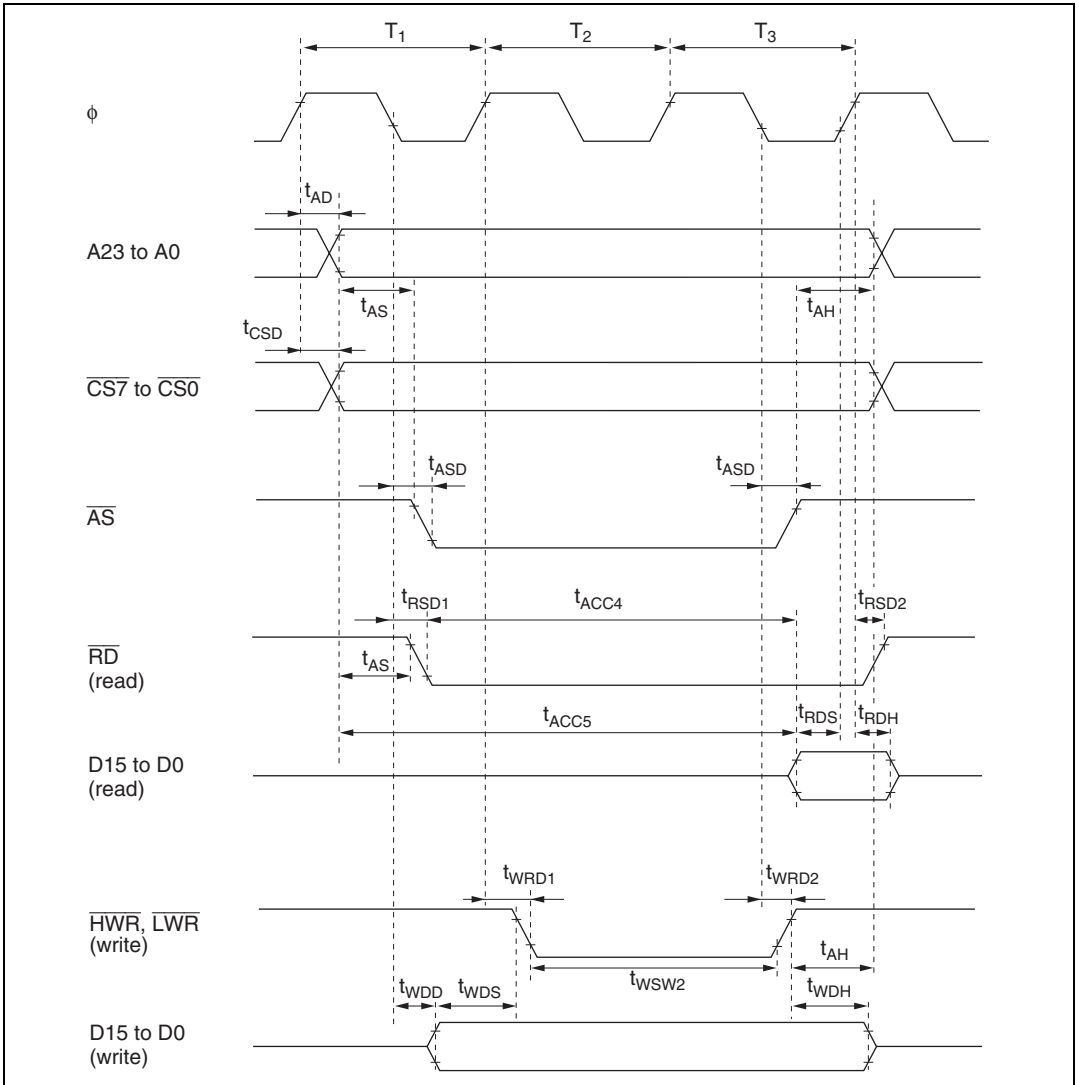 T1 T2 T3
φ
tAD
A23 to A0
tAS tAH
tCSD
CS7 to CS0
tASD tASD
AS
tRSD1 tACC4 tRSD2
RD
(read)
tAS
tACC5 tRDS tRDH
D15 to D0
(read)
tWRD1 tWRD2
HWR, LWR
(write)
tAH
tWSW2
tWDD tWDS tWDH
D15 to D0
(write)